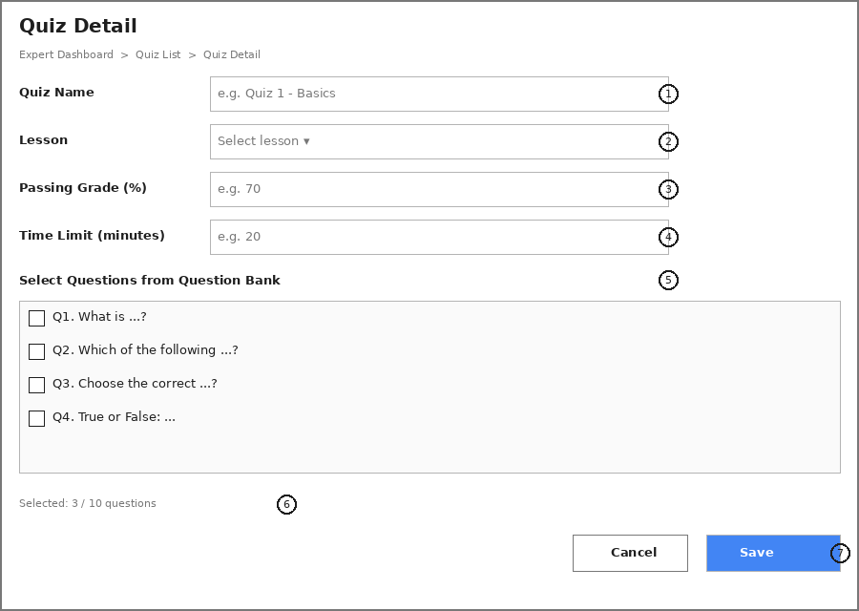 Quiz Detail
Expert Dashboard > Quiz List > Quiz Detail
Quiz Name e.g. Quiz 1 - Basics 1
Lesson Select lesson ▾ 2
Passing Grade (%) e.g. 70 3
Time Limit (minutes) e.g. 20 4
Select Questions from Question Bank 5
Q1. What is ...?
Q2. Which of the following ...?
Q3. Choose the correct ...?
Q4. True or False: ...
Selected: 3 / 10 questions 6
Cancel Save 7